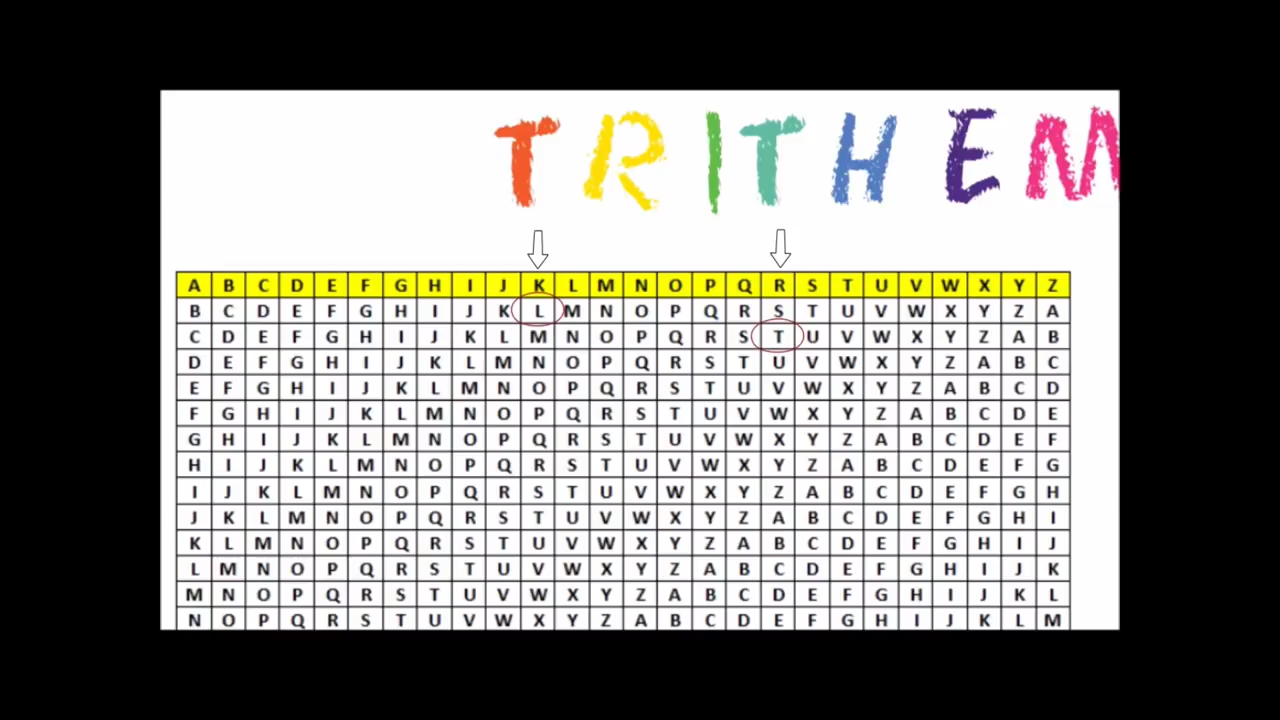 TRITHEM
A B C D E F G H I J K L M N O P Q R S T U V W X Y Z
B C D E F G H I J K L M N O P Q R S T U V W X Y Z A
C D E F G H I J K L M N O P Q R S T U V W X Y Z A B
D E F G H I J K L M N O P Q R S T U V W X Y Z A B C
E F G H I J K L M N O P Q R S T U V W X Y Z A B C D
F G H I J K L M N O P Q R S T U V W X Y Z A B C D E
G H I J K L M N O P Q R S T U V W X Y Z A B C D E F
H I J K L M N O P Q R S T U V W X Y Z A B C D E F G
I J K L M N O P Q R S T U V W X Y Z A B C D E F G H
J K L M N O P Q R S T U V W X Y Z A B C D E F G H I
K L M N O P Q R S T U V W X Y Z A B C D E F G H I J
L M N O P Q R S T U V W X Y Z A B C D E F G H I J K
M N O P Q R S T U V W X Y Z A B C D E F G H I J K L
N O P Q R S T U V W X Y Z A B C D E F G H I J K L M